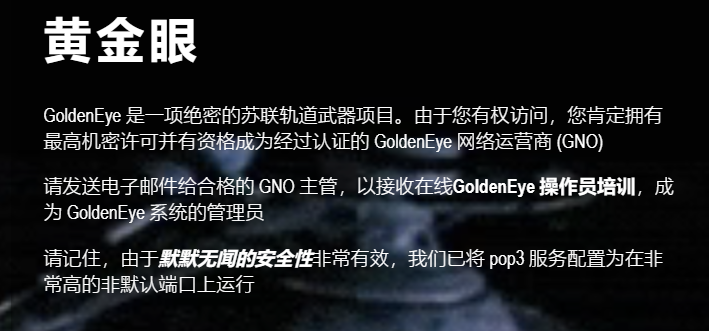 黄金眼
GoldenEye 是一项绝密的苏联轨道武器项目。由于您有权访问，您肯定拥有
最高机密许可并有资格成为经过认证的 GoldenEye 网络运营商 (GNO)
请发送电子邮件给合格的 GNO 主管，以接收在线GoldenEye 操作员培训，成
为 GoldenEye 系统的管理员
请记住，由于默默无闻的安全性非常有效，我们已将 pop3 服务配置为在非
常高的非默认端口上运行